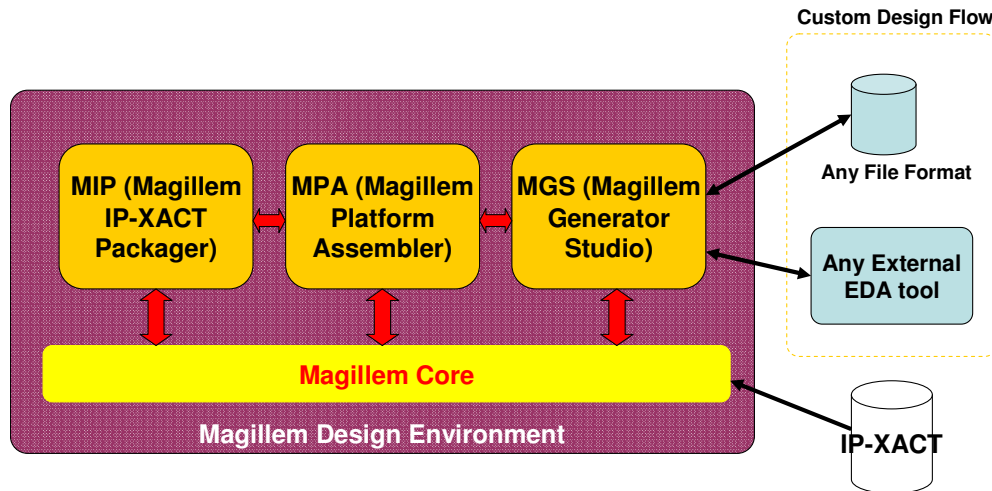 Custom Design Flow
MIP (Magillem
IP-XACT
Packager)
MPA (Magillem
Platform
Assembler)
MGS (Magillem
Generator
Studio)
Any File Format
Any External
EDA tool
Magillem Core
Magillem Design Environment
IP-XACT